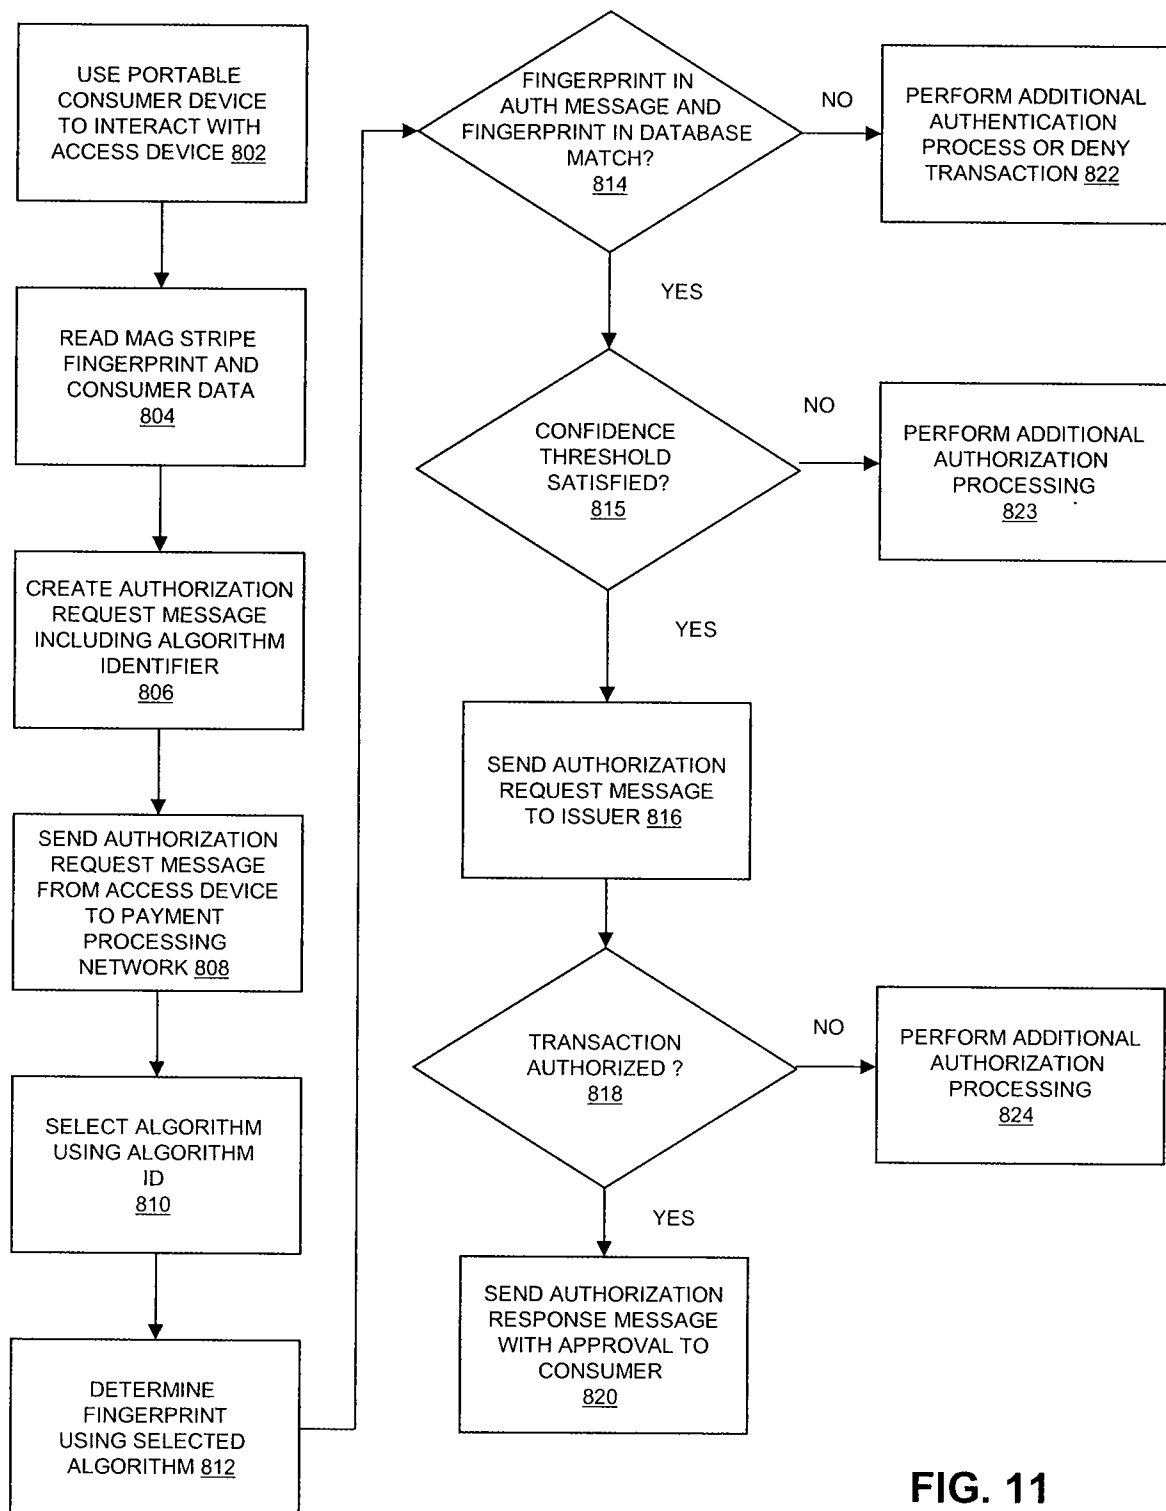 USE PORTABLE
CONSUMER DEVICE
TO INTERACT WITH
ACCESS DEVICE 802
READ MAG STRIPE
FINGERPRINT AND
CONSUMER DATA
804
CREATE AUTHORIZATION
REQUEST MESSAGE
INCLUDING ALGORITHM
IDENTIFIER
806
SEND AUTHORIZATION
REQUEST MESSAGE
FROM ACCESS DEVICE
TO PAYMENT
PROCESSING
NETWORK 808
SELECT ALGORITHM
USING ALGORITHM
ID
810
DETERMINE
FINGERPRINT
USING SELECTED
ALGORITHM 812
FINGERPRINT IN
AUTH MESSAGE AND
FINGERPRINT IN DATABASE
MATCH?
814
NO
PERFORM ADDITIONAL
AUTHENTICATION
PROCESS OR DENY
TRANSACTION 822
YES
CONFIDENCE
THRESHOLD
SATISFIED?
815
NO
PERFORM ADDITIONAL
AUTHORIZATION
PROCESSING
823
YES
SEND AUTHORIZATION
REQUEST MESSAGE
TO ISSUER 816
TRANSACTION
AUTHORIZED ?
818
NO
PERFORM ADDITIONAL
AUTHORIZATION
PROCESSING
824
YES
SEND AUTHORIZATION
RESPONSE MESSAGE
WITH APPROVAL TO
CONSUMER
820
FIG. 11